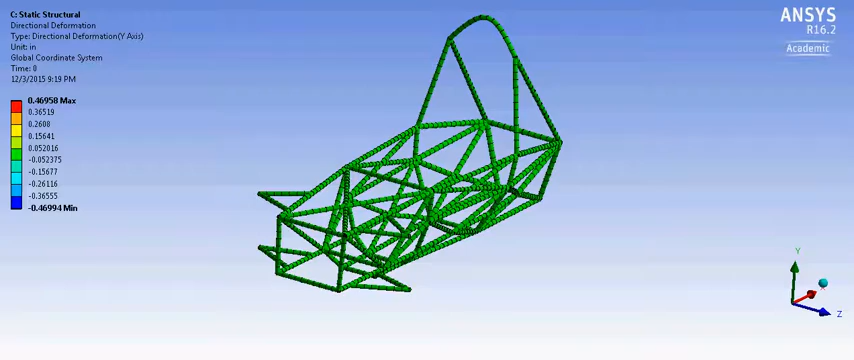 C: Static Structural
Directional Deformation
Type: Directional Deformation(Y Axis)
Unit: in
Global Coordinate System
Time: 0
12/3/2015 9:19 PM
0.46958 Max
0.36519
0.2608
0.15641
0.052016
-0.052375
-0.15677
-0.26116
-0.36555
-0.46994 Min
ANSYS
R16.2
Academic
Y
Z